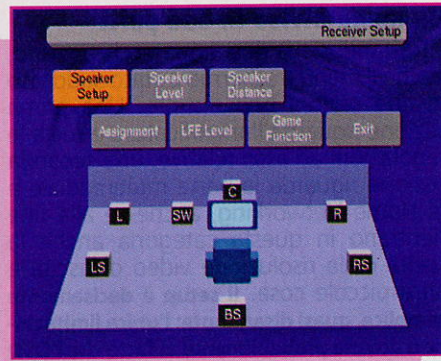 Receiver Setup
Speaker Setup
Speaker Level
Speaker Distance
Assignment
LFE Level
Game Function
Exit
C
L
SW
R
LS
RS
BS